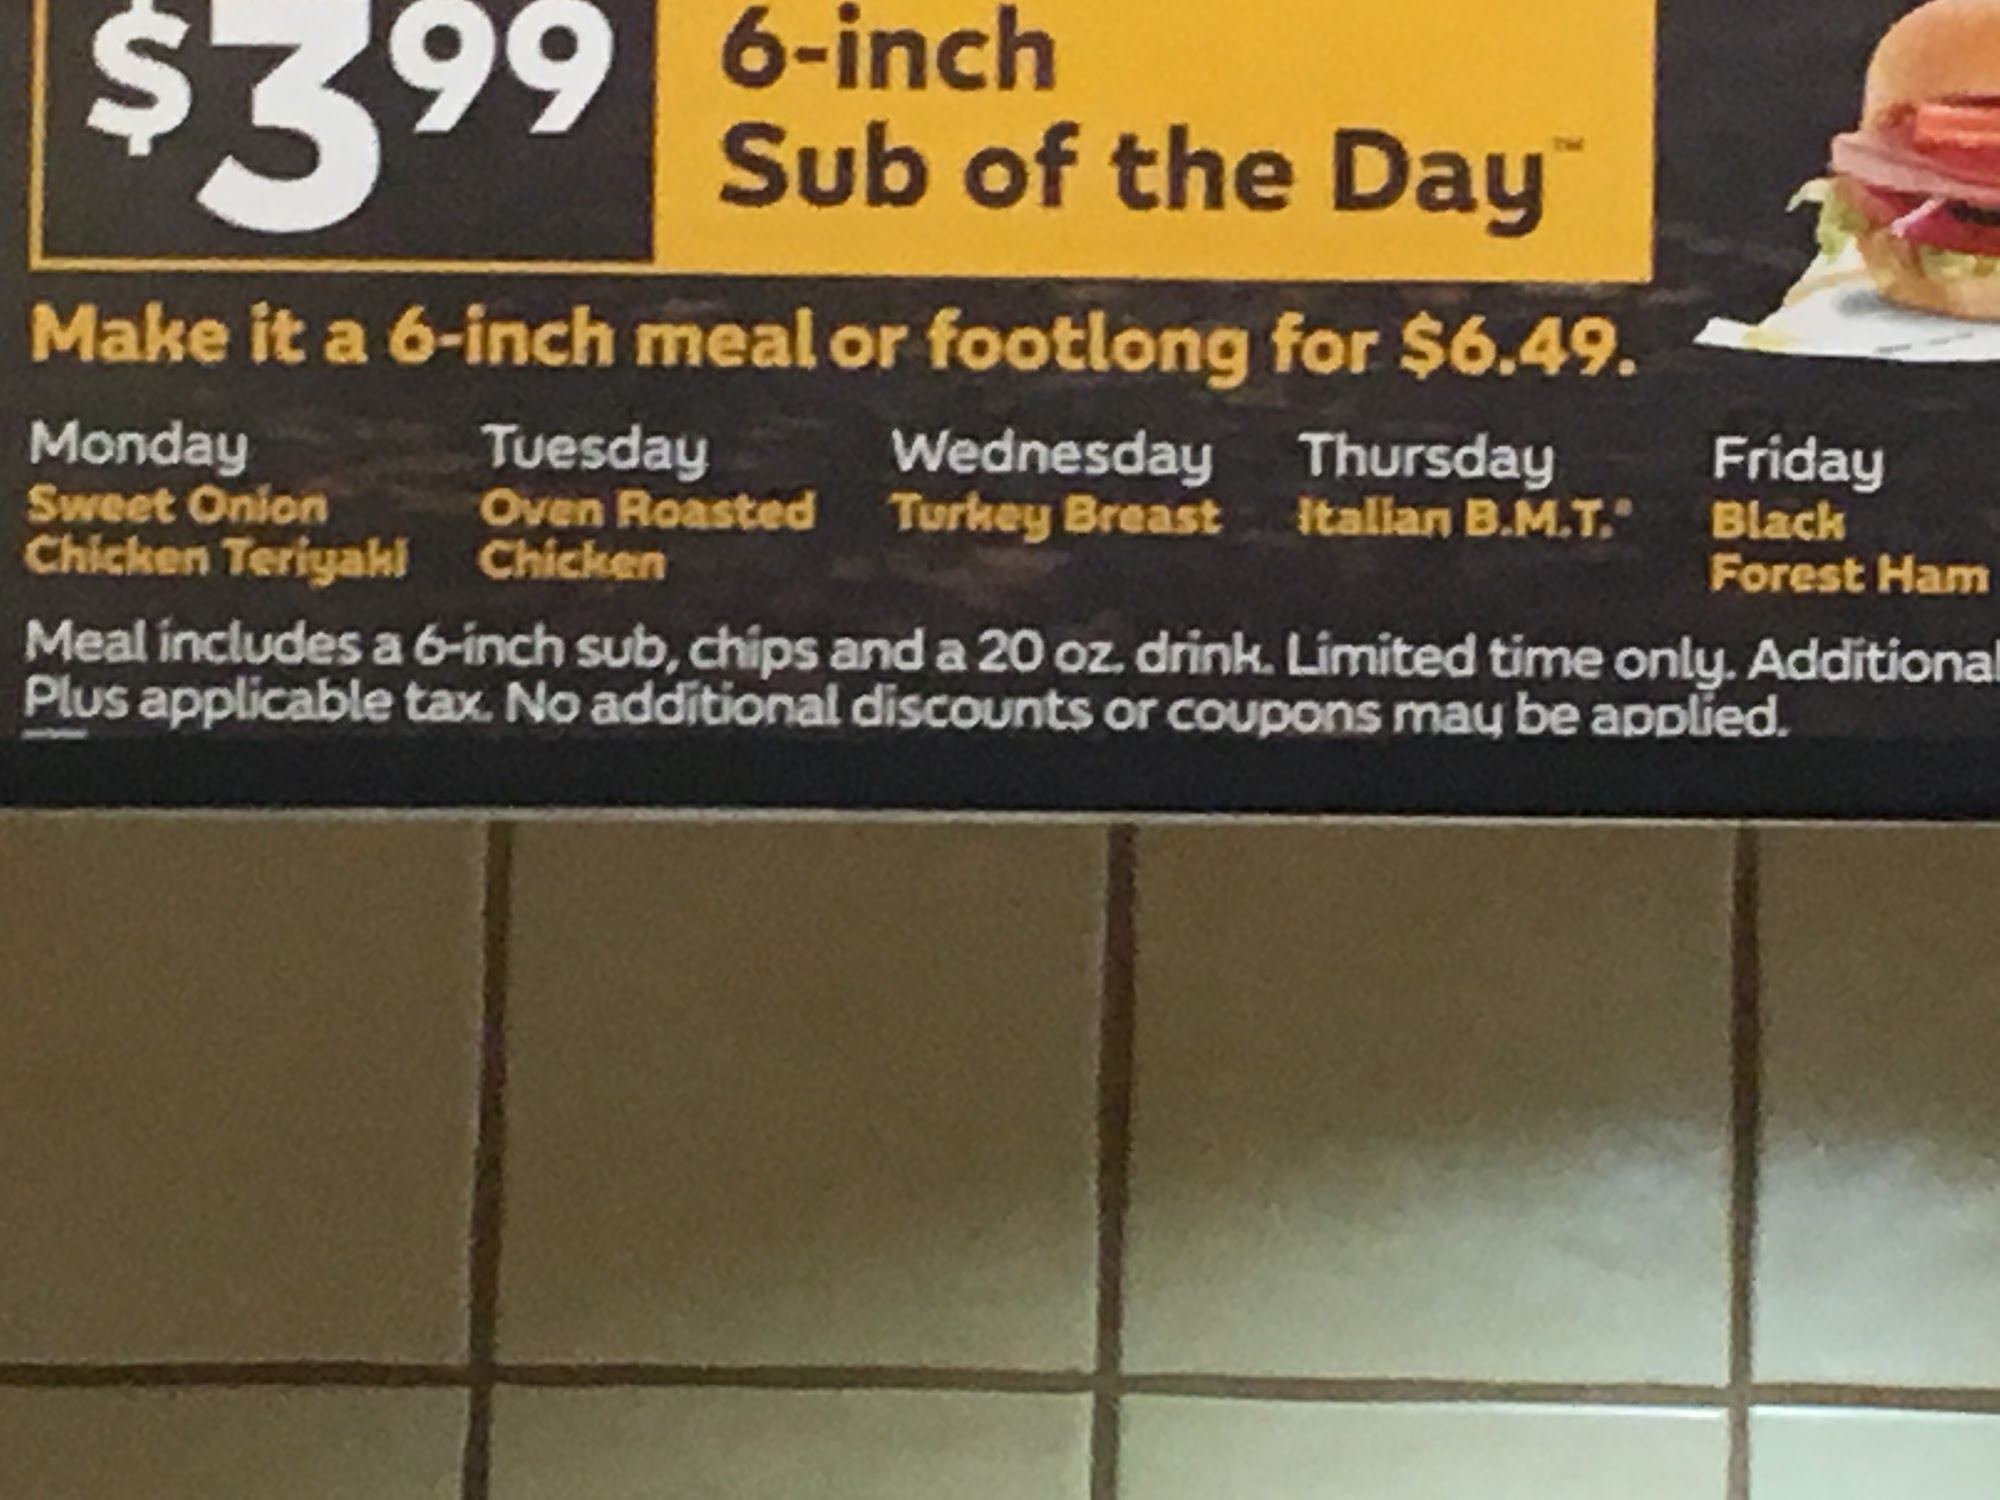 $3.99
6-inch
Sub of the Day™
Make it a 6-inch meal or footlong for $6.49.
Monday
Sweet Onion
Chicken Teriyaki
Tuesday
Oven Roasted
Chicken
Wednesday
Turkey Breast
Thursday
Italian B.M.T.®
Friday
Black
Forest Ham
Meal includes a 6-inch sub, chips and a 20 oz. drink. Limited time only. Additional
Plus applicable tax. No additional discounts or coupons may be applied.